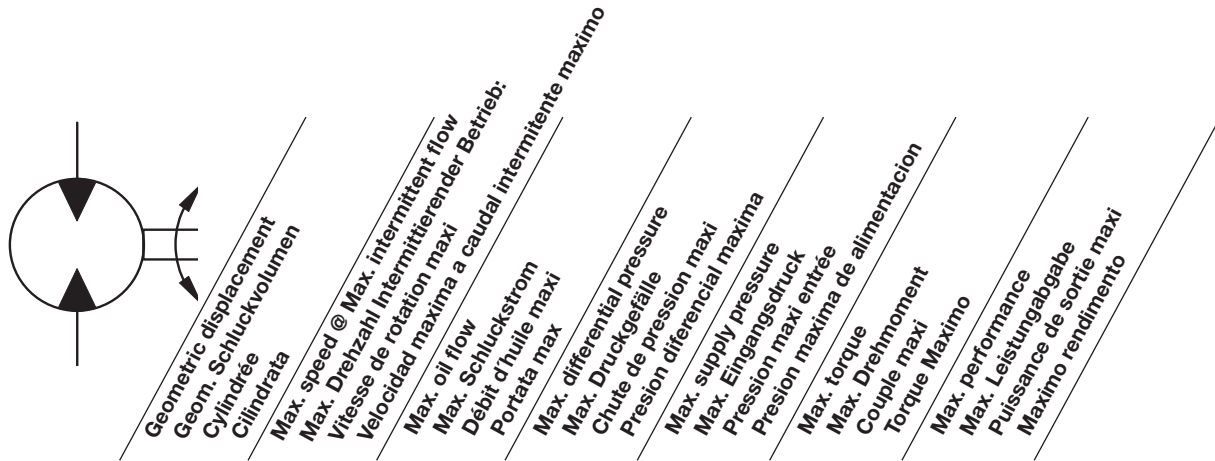 Geometric displacement
Geom. Schluckvolumen
Cylindrée
Cilindrata
Max. speed @ Max. intermittent flow
Max. Drehzahl Intermittierender Betrieb:
Vitesse de rotation maxi
Velocidad maxima a caudal intermitente maximo
Max. oil flow
Max. Schluckstrom
Débit d'huile maxi
Portata max
Max. differential pressure
Max. Druckgefälle
Chute de pression maxi
Presion diferencial maxima
Max. supply pressure
Max. Eingangsdruck
Pression maxi entrée
Presion maxima de alimentacion
Max. torque
Max. Drehmoment
Couple maxi
Torque Maximo
Max. performance
Max. Leistungabgabe
Puissance de sortie maxi
Maximo rendimento